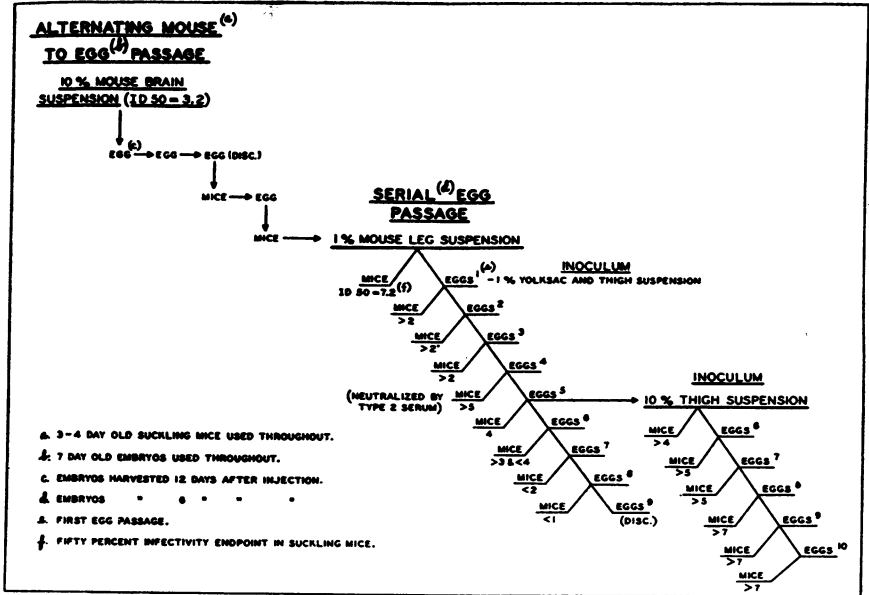 ALTERNATING MOUSE(a)
TO EGG(b) PASSAGE
10 % MOUSE BRAIN
SUSPENSION (ID 50 = 3.2)
EGG(c) → EGG → EGG (DISC.)
MICE → EGG
MICE →
SERIAL(d) EGG
PASSAGE
1 % MOUSE LEG SUSPENSION
MICE
ID 50 = 7.2(f)
EGGS1(e)
INOCULUM
- 1 % YOLKSAC AND THIGH SUSPENSION
MICE
>2
EGGS2
MICE
>2+
EGGS3
MICE
>2
EGGS4
(NEUTRALIZED BY
TYPE 2 SERUM)
MICE
>5
EGGS5
MICE
4
EGGS6
MICE
>3 & <4
EGGS7
MICE
<2
EGGS8
MICE
<1
EGGS9
(DISC.)
INOCULUM
10 % THIGH SUSPENSION
MICE
>4
EGGS6
MICE
>5
EGGS7
MICE
>5
EGGS8
MICE
>7
EGGS9
MICE
>7
EGGS10
MICE
>7
a. 3-4 DAY OLD SUCKLING MICE USED THROUGHOUT.
b. 7 DAY OLD EMBRYOS USED THROUGHOUT.
c. EMBRYOS HARVESTED 12 DAYS AFTER INJECTION.
d. EMBRYOS " 6 " " "
e. FIRST EGG PASSAGE.
f. FIFTY PERCENT INFECTIVITY ENDPOINT IN SUCKLING MICE.